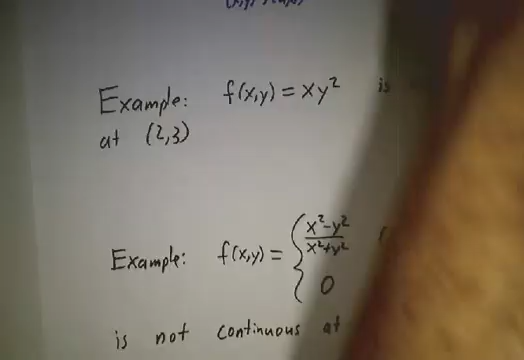 Example: f(x,y) = xy² is
at (2,3)
Example: f(x,y) = { x²-y² / x²+y²
0
is not continuous at